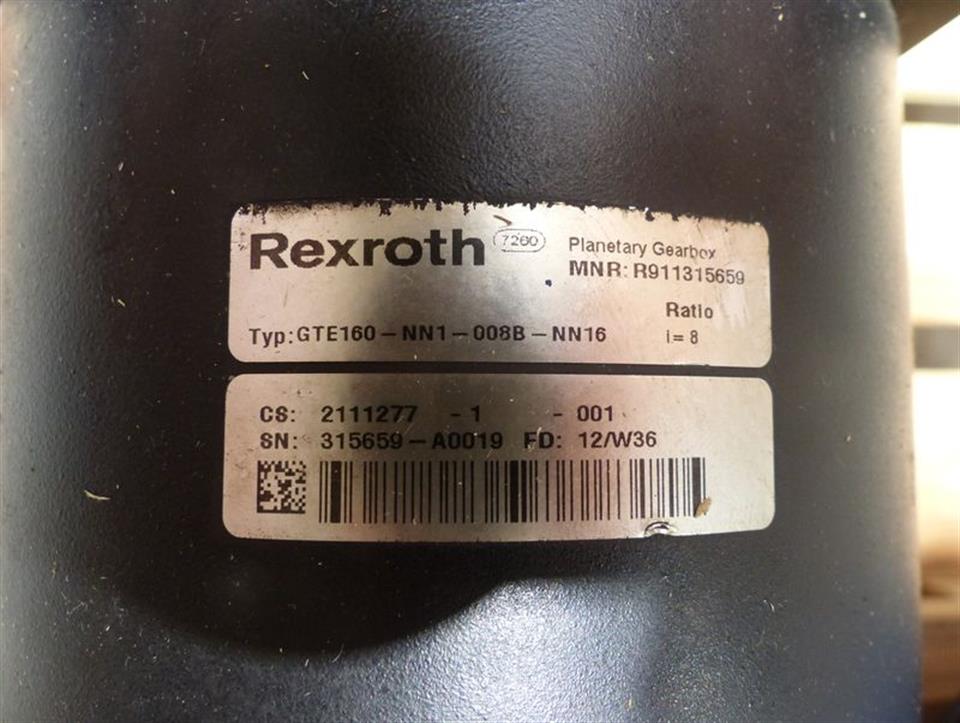 Rexroth 7260 Planetary Gearbox
MNR: R911315659
Ratio
Typ: GTE160-NN1-008B-NN16 i= 8
CS: 2111277 -1 -001
SN: 315659-A0019 FD: 12/W36